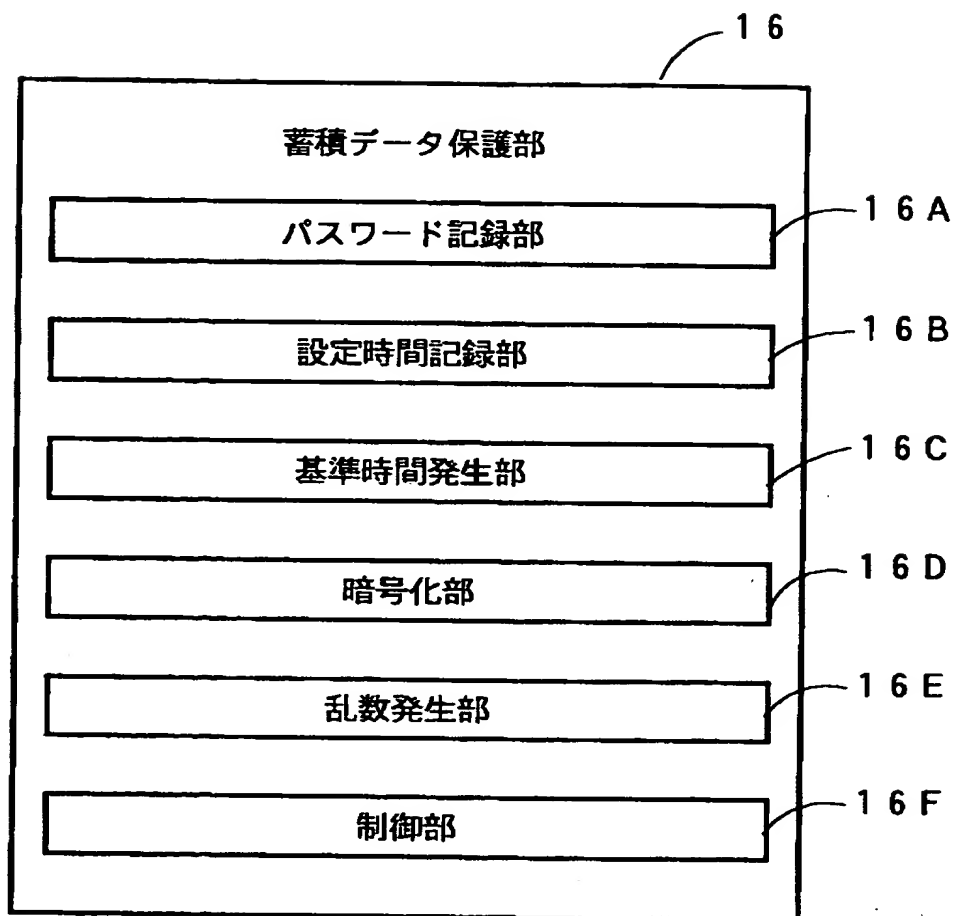 16
蓄積データ保護部
パスワード記録部
16A
設定時間記録部
16B
基準時間発生部
16C
暗号化部
16D
乱数発生部
16E
制御部
16F